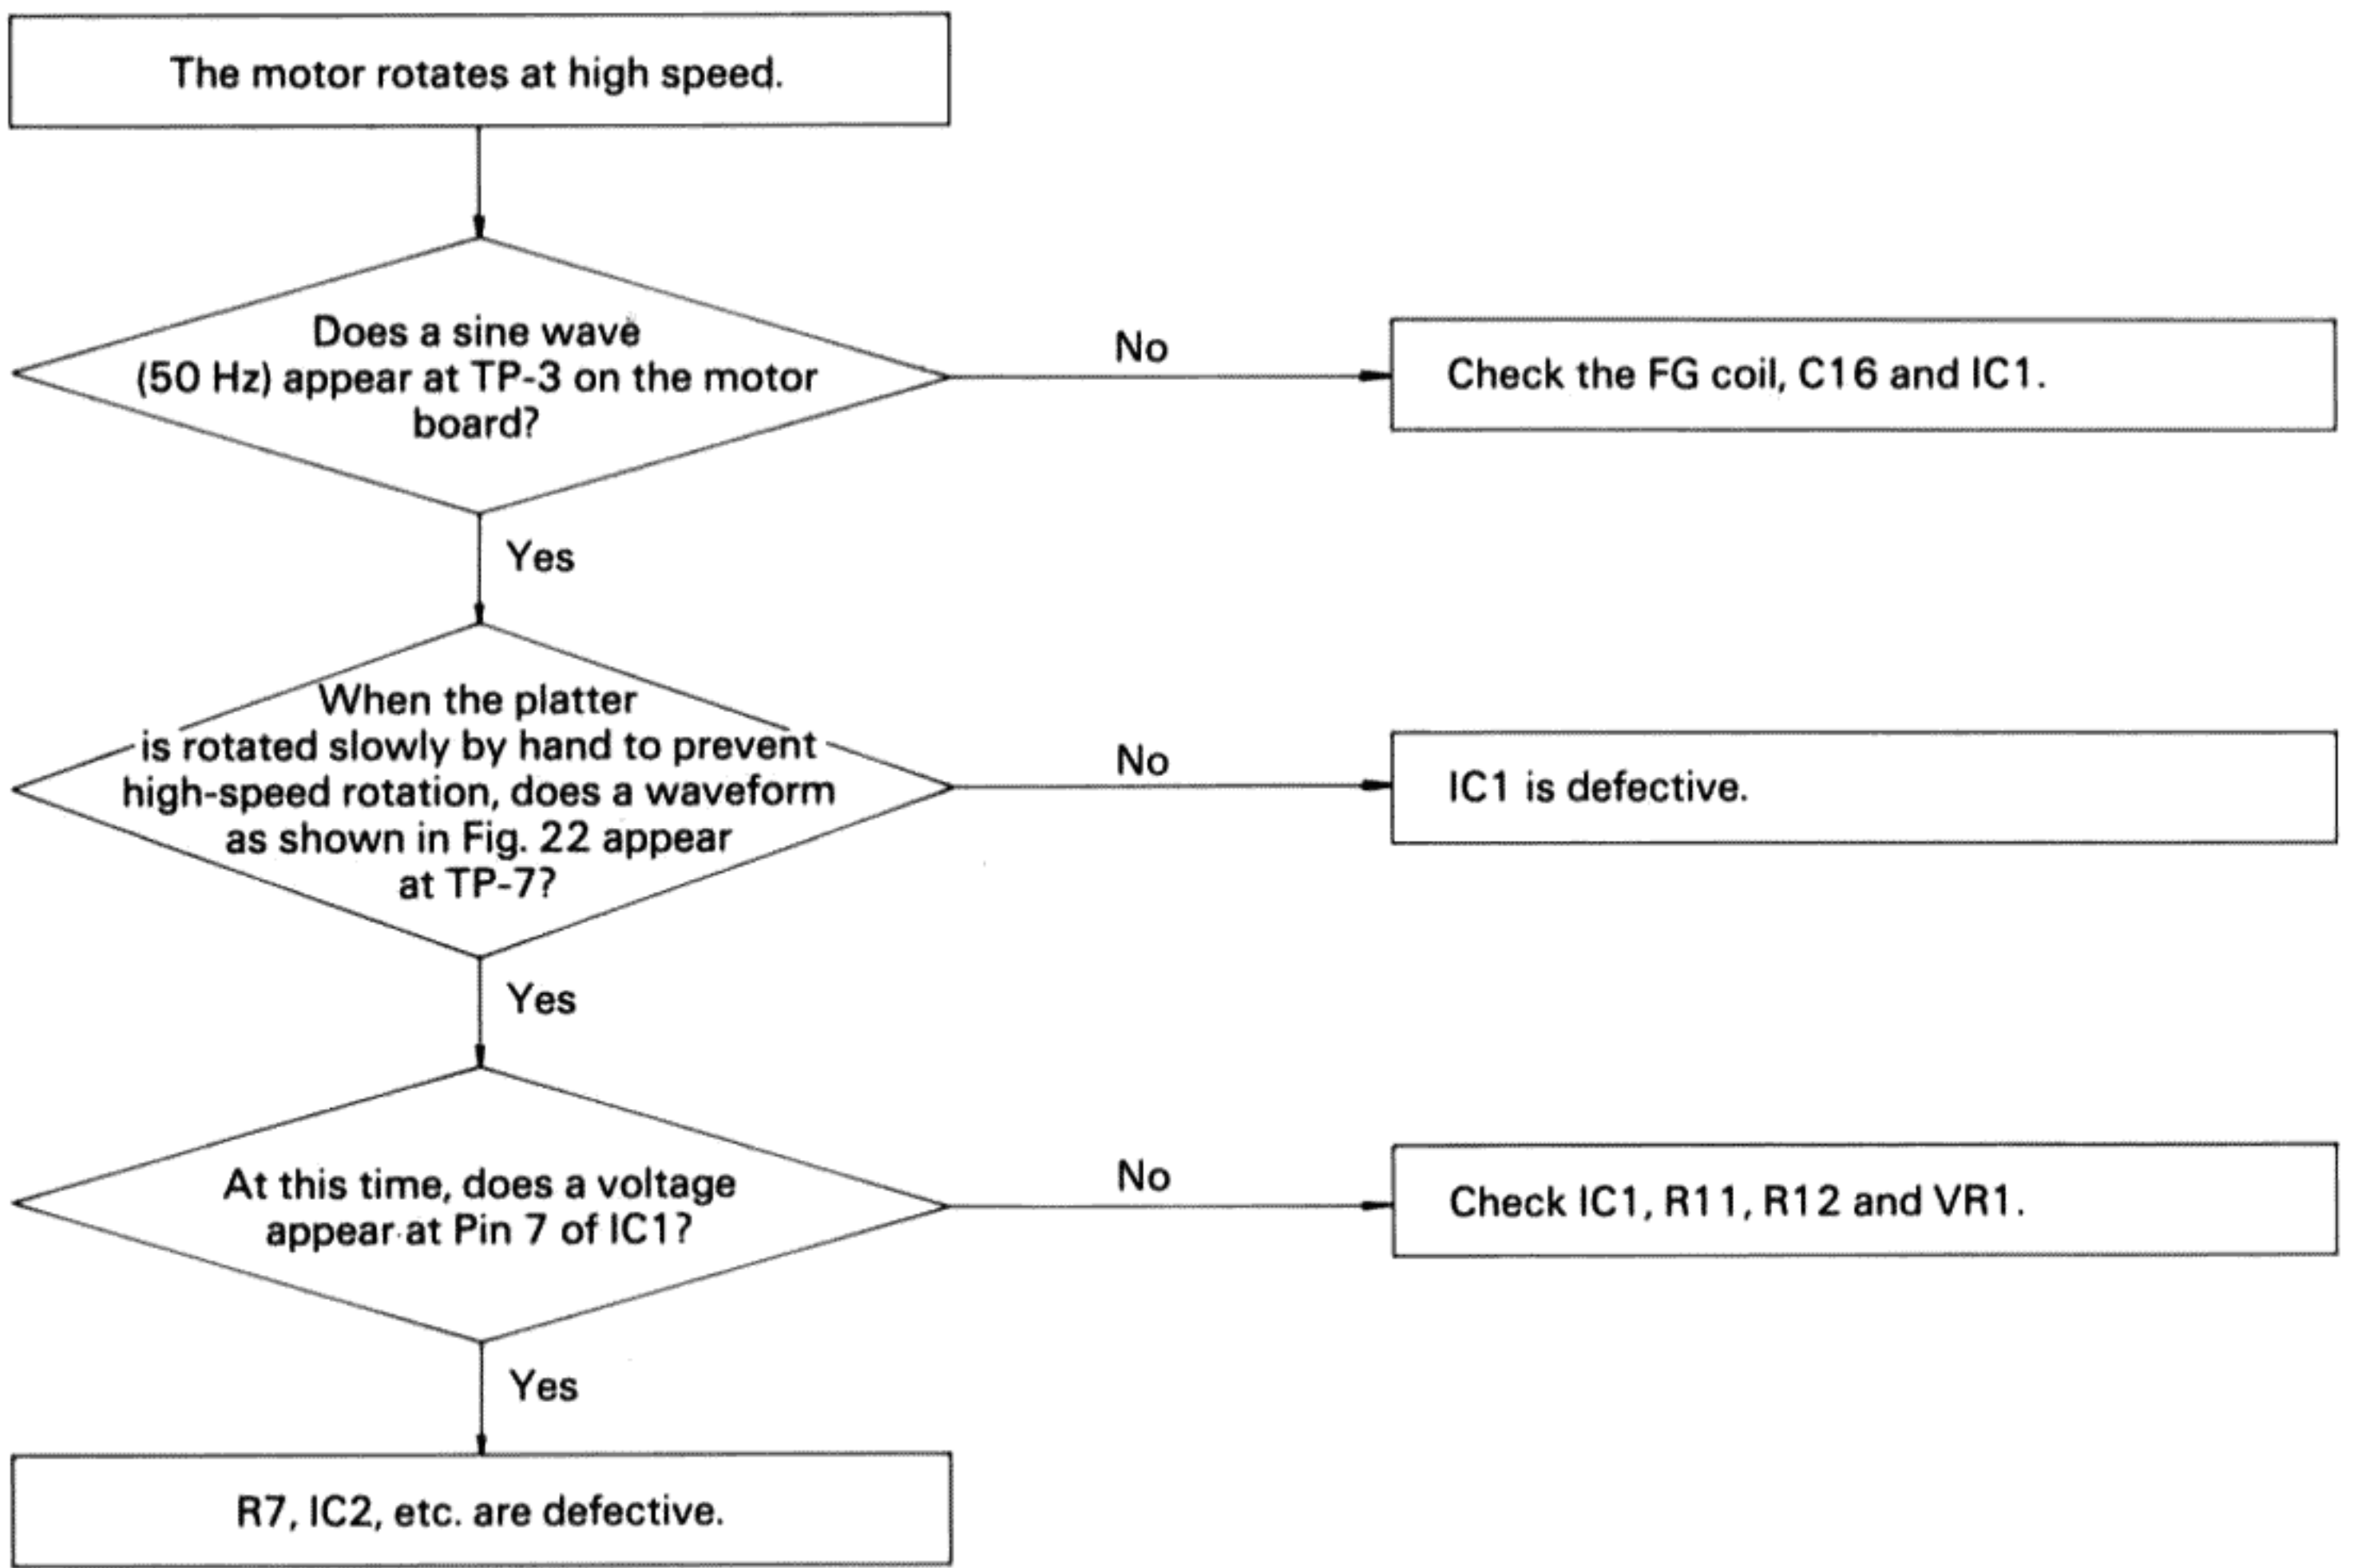 The motor rotates at high speed.
Does a sine wave
(50 Hz) appear at TP-3 on the motor
board?
No
Check the FG coil, C16 and IC1.
Yes
When the platter
is rotated slowly by hand to prevent
high-speed rotation, does a waveform
as shown in Fig. 22 appear
at TP-7?
No
IC1 is defective.
Yes
At this time, does a voltage
appear at Pin 7 of IC1?
No
Check IC1, R11, R12 and VR1.
Yes
R7, IC2, etc. are defective.